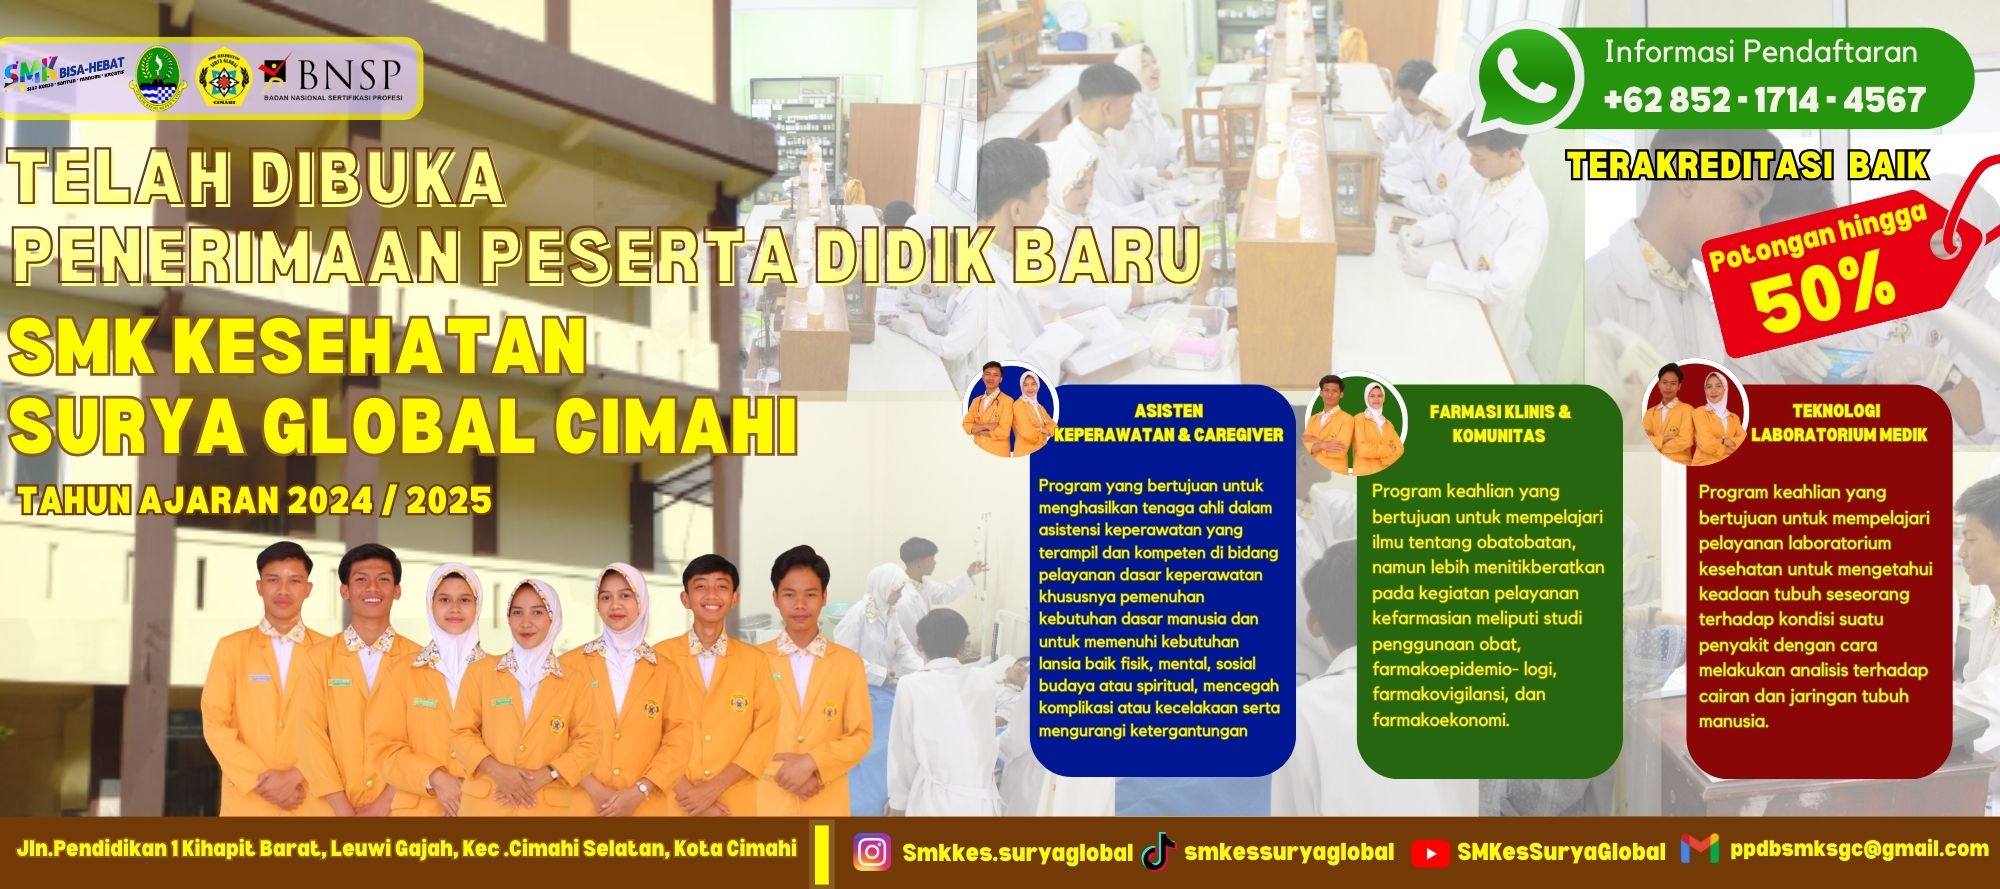 SMK BISA-HEBAT
SIAP KERJA • SANTUN • MANDIRI • KREATIF
CIMAHI
BNSP
BADAN NASIONAL SERTIFIKASI PROFESI
Informasi Pendaftaran
+62 852 - 1714 - 4567
TERAKREDITASI BAIK
Potongan hingga
50%
TELAH DIBUKA
PENERIMAAN PESERTA DIDIK BARU
SMK KESEHATAN
SURYA GLOBAL CIMAHI
TAHUN AJARAN 2024 / 2025
ASISTEN
KEPERAWATAN & CAREGIVER
Program yang bertujuan untuk
menghasilkan tenaga ahli dalam
asistensi keperawatan yang
terampil dan kompeten di bidang
pelayanan dasar keperawatan
khususnya pemenuhan
kebutuhan dasar manusia dan
untuk memenuhi kebutuhan
lansia baik fisik, mental, sosial
budaya atau spiritual, mencegah
komplikasi atau kecelakaan serta
mengurangi ketergantungan
FARMASI KLINIS &
KOMUNITAS
Program keahlian yang
bertujuan untuk mempelajari
ilmu tentang obatobatan,
namun lebih menitikberatkan
pada kegiatan pelayanan
kefarmasian meliputi studi
penggunaan obat,
farmakoepidemio- logi,
farmakovigilansi, dan
farmakoekonomi.
TEKNOLOGI
LABORATORIUM MEDIK
Program keahlian yang
bertujuan untuk mempelajari
pelayanan laboratorium
kesehatan untuk mengetahui
keadaan tubuh seseorang
terhadap kondisi suatu
penyakit dengan cara
melakukan analisis terhadap
cairan dan jaringan tubuh
manusia.
Jln.Pendidikan 1 Kihapit Barat, Leuwi Gajah, Kec .Cimahi Selatan, Kota Cimahi
Smkkes.suryaglobal
smkessuryaglobal
SMKesSuryaGlobal
ppdbsmksgc@gmail.com